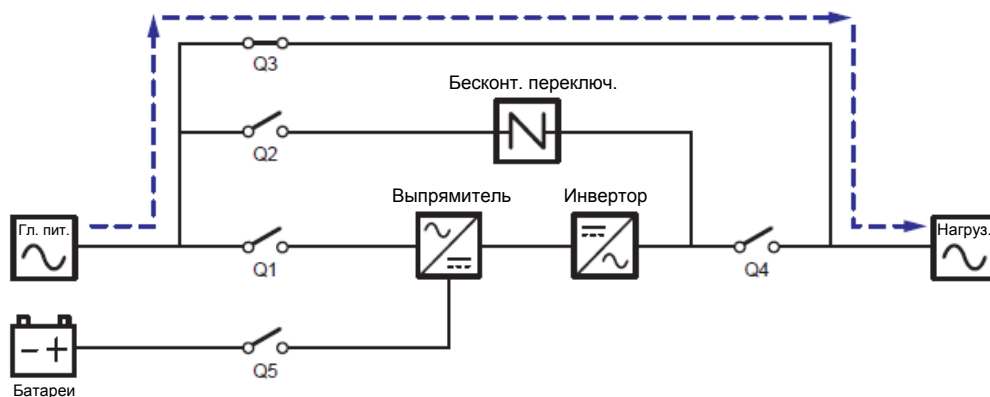 Q3
Бесконт. переключ.
Q2
Выпрямитель
Инвертор
Гл. пит.
Нагруз.
Q1
Q4
Q5
Батареи